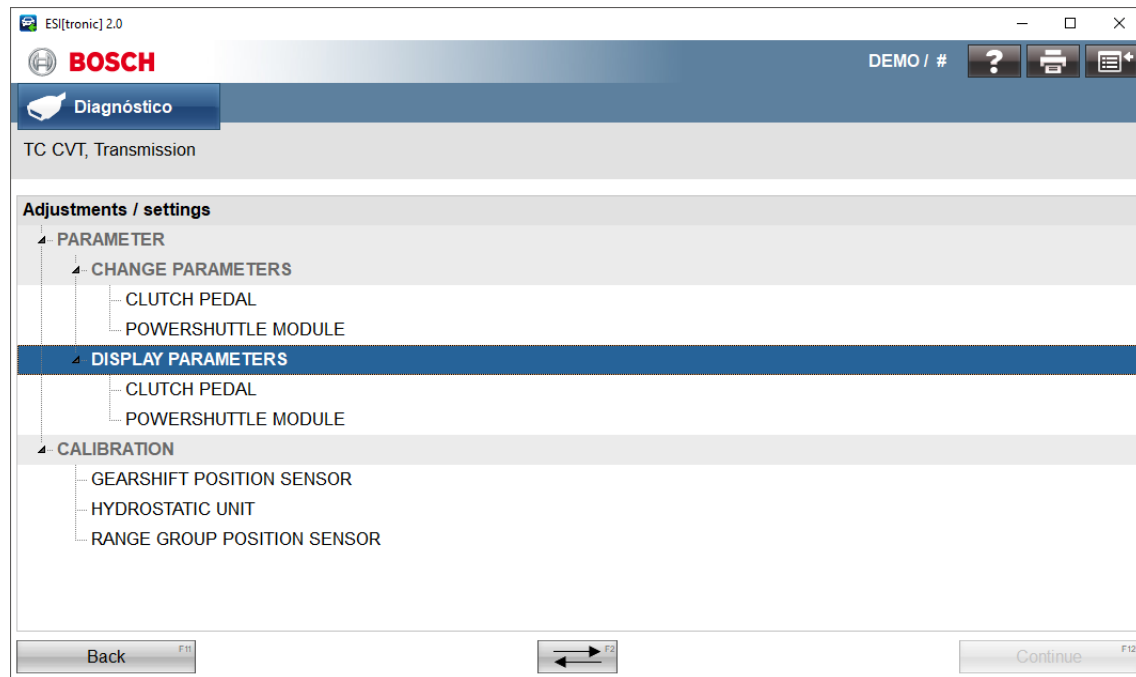 ESI[tronic] 2.0
BOSCH
DEMO / #
?
Diagnóstico
TC CVT, Transmission
Adjustments / settings
PARAMETER
CHANGE PARAMETERS
CLUTCH PEDAL
POWERSHUTTLE MODULE
DISPLAY PARAMETERS
CLUTCH PEDAL
POWERSHUTTLE MODULE
CALIBRATION
GEARSHIFT POSITION SENSOR
HYDROSTATIC UNIT
RANGE GROUP POSITION SENSOR
Back F11
F2
Continue F12